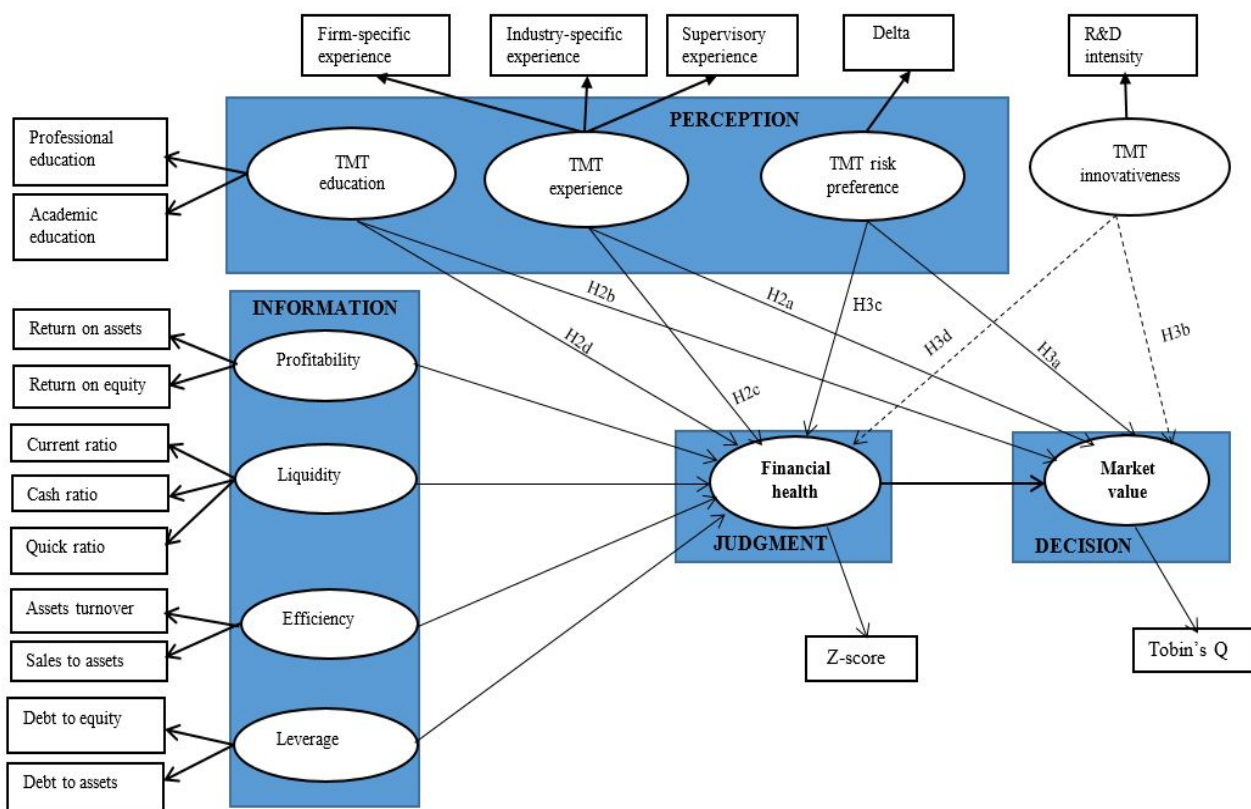 Firm-specific
experience
Industry-specific
experience
Supervisory
experience
Delta
R&D
intensity
PERCEPTION
Professional
education
Academic
education
TMT
education
TMT
experience
TMT risk
preference
TMT
innovativeness
H2b
H2a
H3c
H3d
H3b
H2d
H3a
H2c
INFORMATION
Return on assets
Return on equity
Profitability
Current ratio
Cash ratio
Quick ratio
Liquidity
Financial
health
JUDGMENT
Market
value
DECISION
Assets turnover
Sales to assets
Efficiency
Z-score
Tobin's Q
Debt to equity
Debt to assets
Leverage